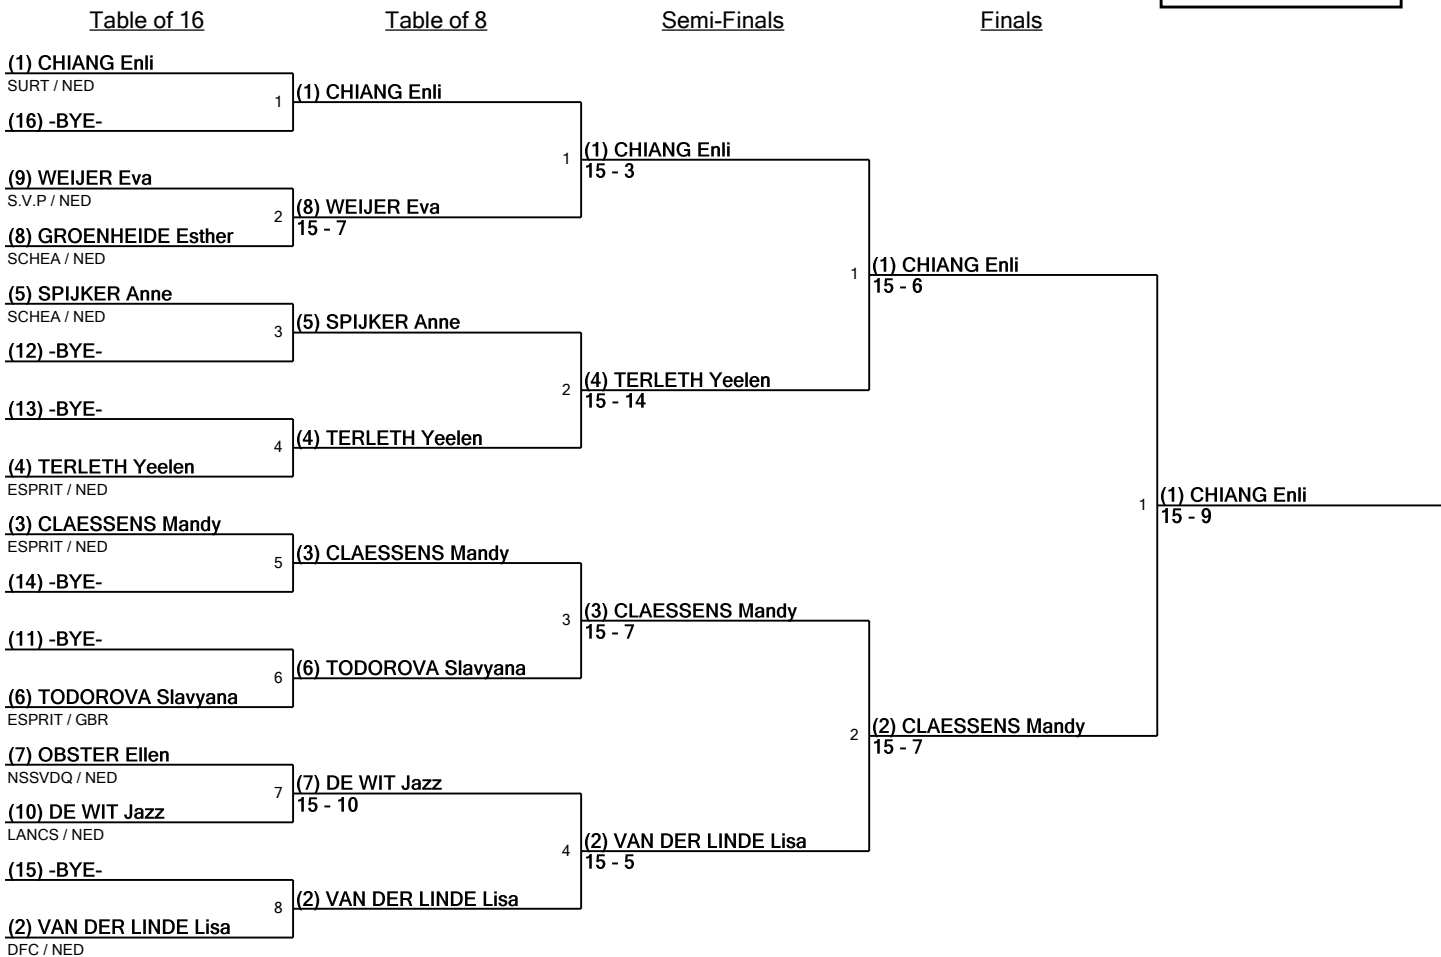 Table of 16
Table of 8
Semi-Finals
Finals
(1) CHIANG Enli
SURT / NED
(16) -BYE-
(9) WEIJER Eva
S.V.P / NED
(8) GROENHEIDE Esther
SCHEA / NED
(5) SPIJKER Anne
SCHEA / NED
(12) -BYE-
(13) -BYE-
(4) TERLETH Yeelen
ESPRIT / NED
(3) CLAESSENS Mandy
ESPRIT / NED
(14) -BYE-
(11) -BYE-
(6) TODOROVA Slavyana
ESPRIT / GBR
(7) OBSTER Ellen
NSSVDQ / NED
(10) DE WIT Jazz
LANCS / NED
(15) -BYE-
(2) VAN DER LINDE Lisa
DFC / NED
1 (1) CHIANG Enli
2 (8) WEIJER Eva
15 - 7
3 (5) SPIJKER Anne
4 (4) TERLETH Yeelen
5 (3) CLAESSENS Mandy
6 (6) TODOROVA Slavyana
7 (7) DE WIT Jazz
15 - 10
8 (2) VAN DER LINDE Lisa
1 (1) CHIANG Enli
15 - 3
2 (4) TERLETH Yeelen
15 - 14
3 (3) CLAESSENS Mandy
15 - 7
4 (2) VAN DER LINDE Lisa
15 - 5
1 (1) CHIANG Enli
15 - 6
2 (2) CLAESSENS Mandy
15 - 7
1 (1) CHIANG Enli
15 - 9